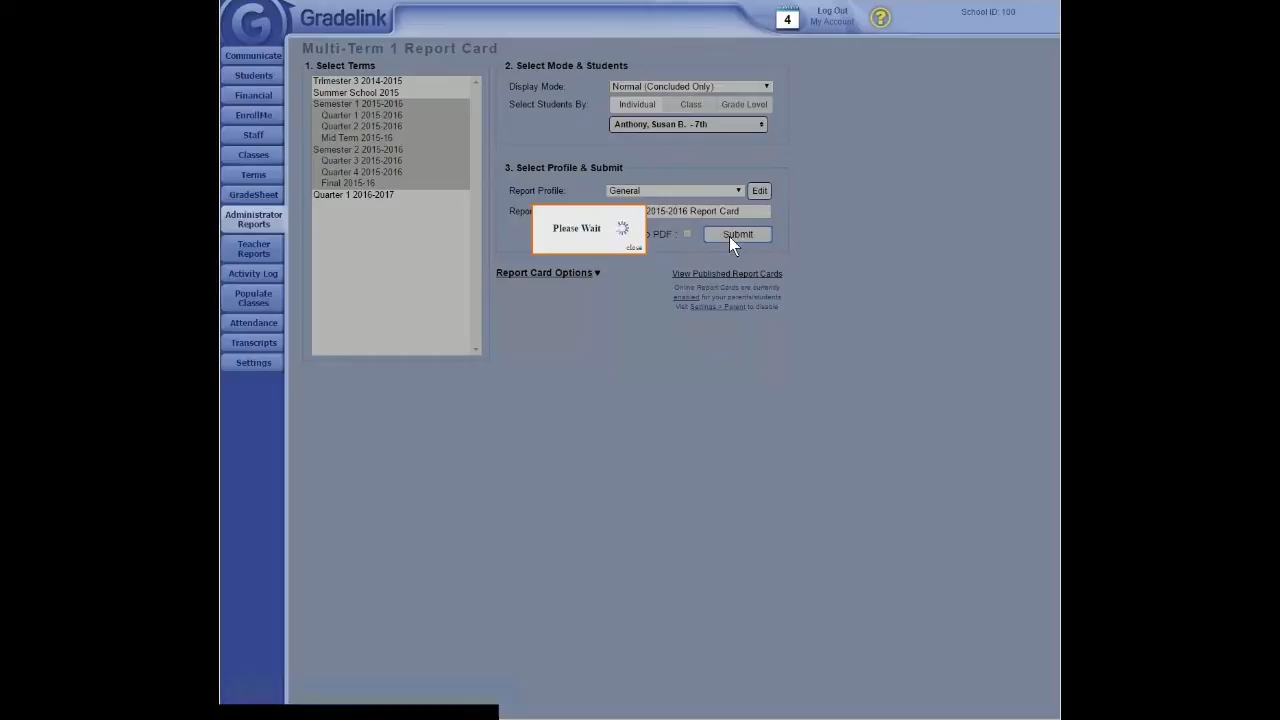 Gradelink
4
Log Out
My Account
?
School ID: 100
Communicate
Students
Financial
EnrollMe
Staff
Classes
Terms
GradeSheet
Administrator
Reports
Teacher
Reports
Activity Log
Populate
Classes
Attendance
Transcripts
Settings
Multi-Term 1 Report Card
1. Select Terms
Trimester 3 2014-2015
Summer School 2015
Semester 1 2015-2016
Quarter 1 2015-2016
Quarter 2 2015-2016
Mid Term 2015-16
Semester 2 2015-2016
Quarter 3 2015-2016
Quarter 4 2015-2016
Final 2015-16
Quarter 1 2016-2017
2. Select Mode & Students
Display Mode: Normal (Concluded Only)
Select Students By: Individual Class Grade Level
Anthony, Susan B. - 7th
3. Select Profile & Submit
Report Profile: General Edit
Repor 2015-2016 Report Card
Please Wait
close
o PDF : Submit
Report Card Options ▾
View Published Report Cards
Online Report Cards are currently
enabled for your parents/students
Visit Settings > Parent to disable